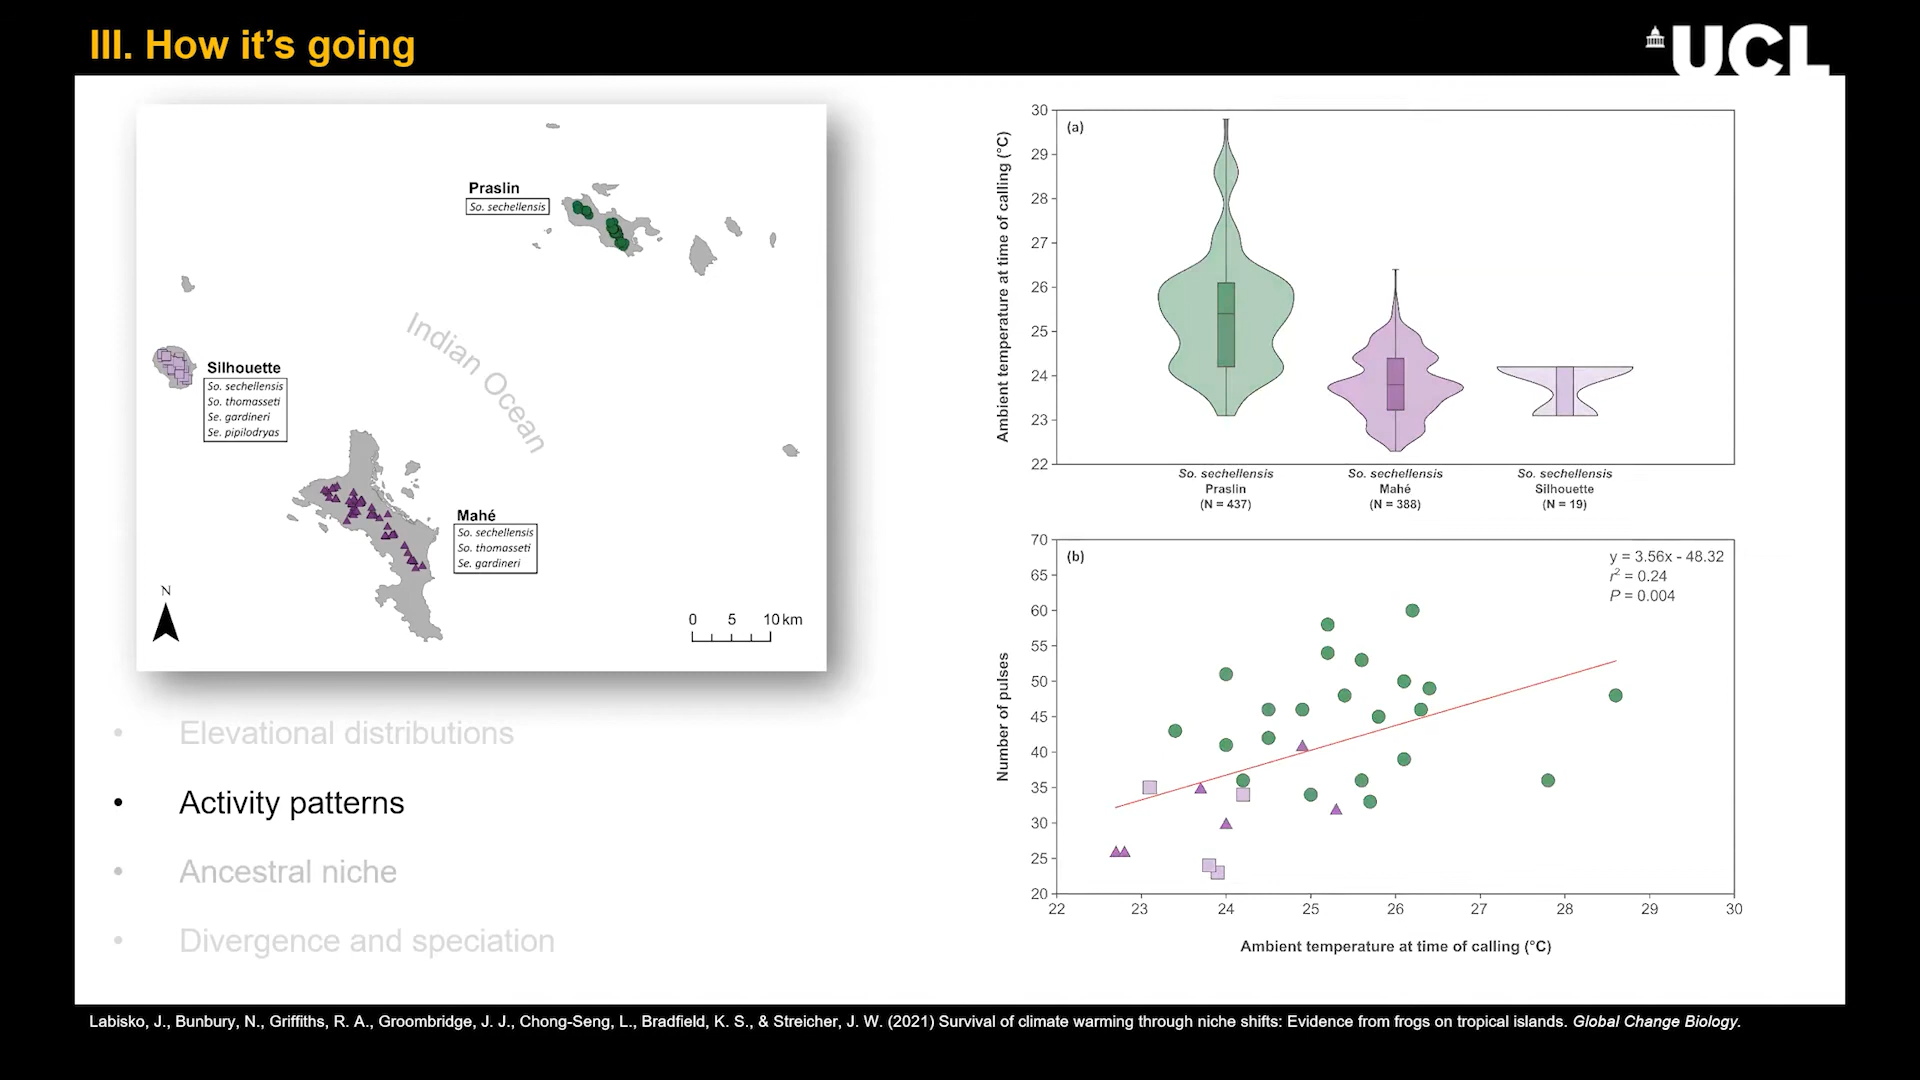 III. How it's going
UCL
Praslin
So. sechellensis
Silhouette
So. sechellensis
So. thomasseti
Se. gardineri
Se. pipilodryas
Indian Ocean
Mahé
So. sechellensis
So. thomasseti
Se. gardineri
N
0 5 10 km
• Elevational distributions
• Activity patterns
• Ancestral niche
• Divergence and speciation
(a)
Ambient temperature at time of calling (°C)
30
29
28
27
26
25
24
23
22
So. sechellensis
Praslin
(N = 437)
So. sechellensis
Mahé
(N = 388)
So. sechellensis
Silhouette
(N = 19)
(b)
y = 3.56x - 48.32
r² = 0.24
P = 0.004
Number of pulses
70
65
60
55
50
45
40
35
30
25
20
22 23 24 25 26 27 28 29 30
Ambient temperature at time of calling (°C)
Labisko, J., Bunbury, N., Griffiths, R. A., Groombridge, J. J., Chong-Seng, L., Bradfield, K. S., & Streicher, J. W. (2021) Survival of climate warming through niche shifts: Evidence from frogs on tropical islands. Global Change Biology.